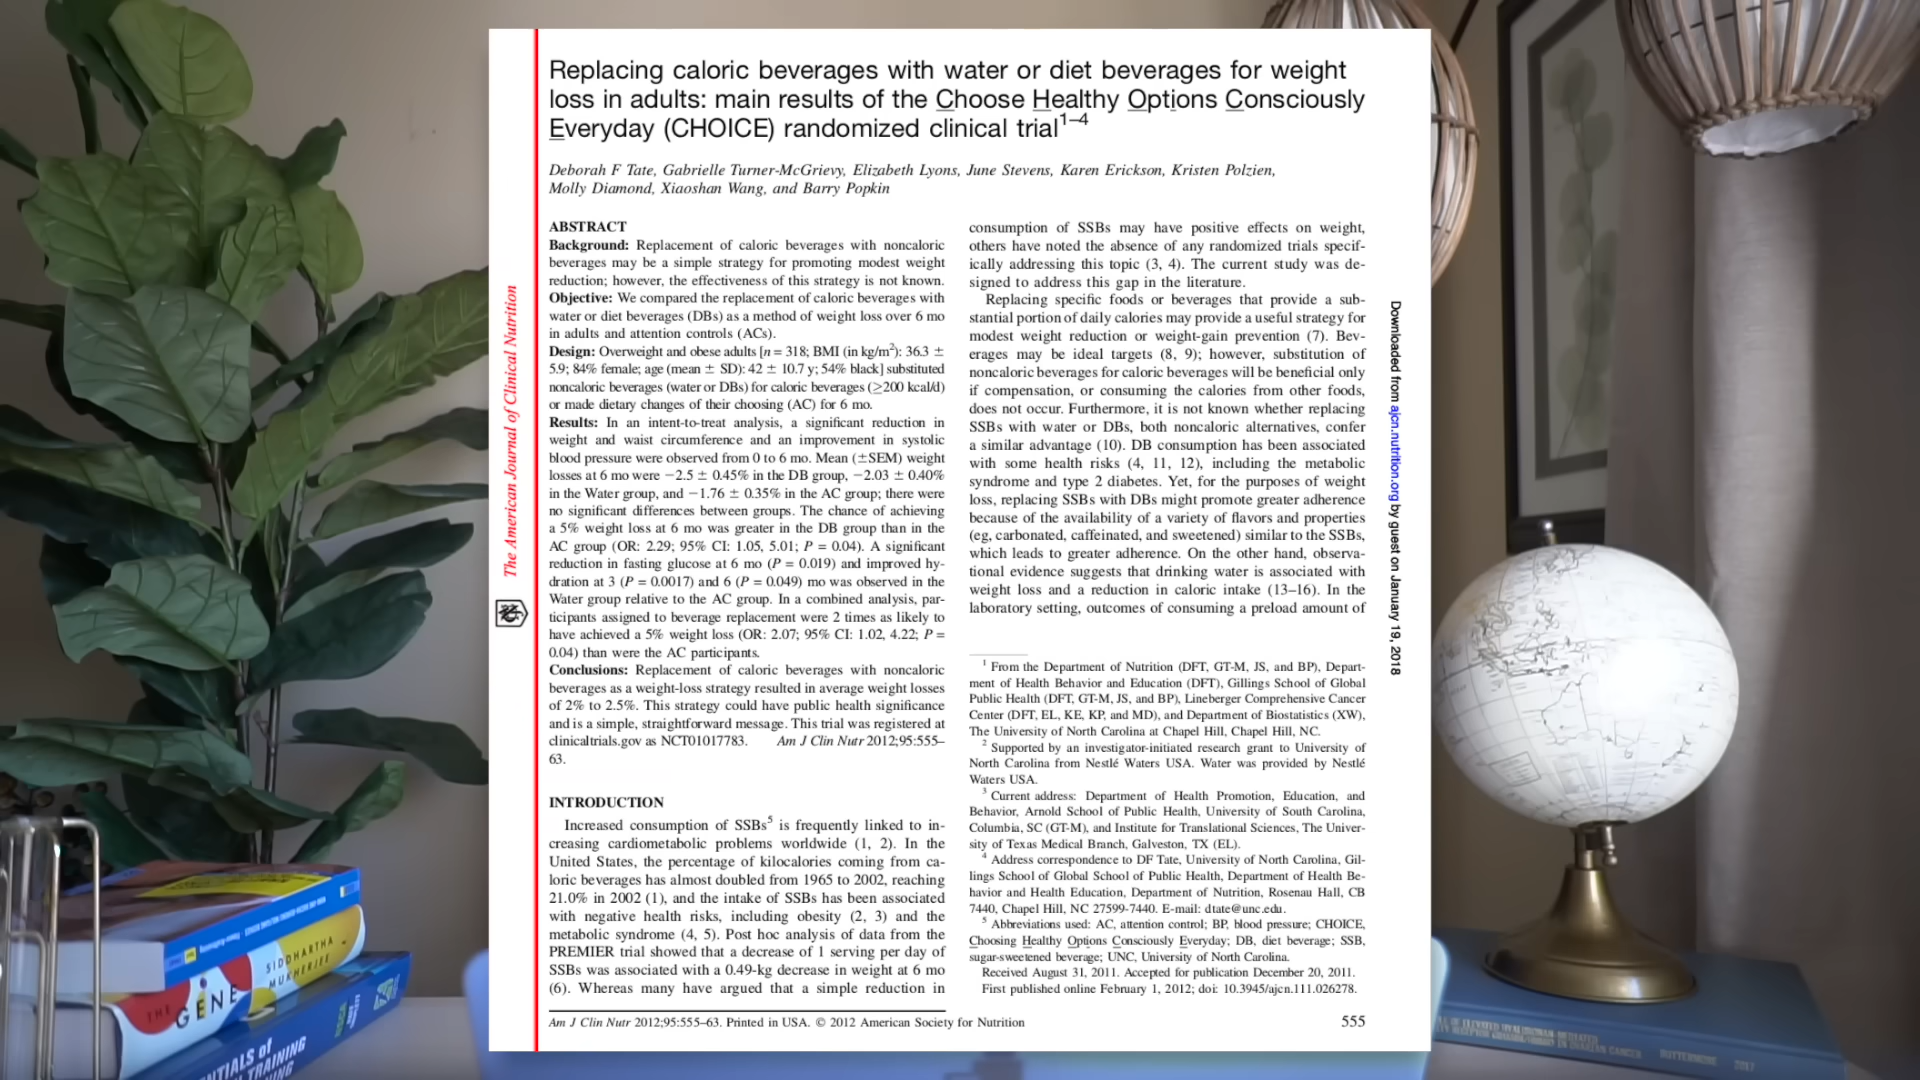 Replacing caloric beverages with water or diet beverages for weight
loss in adults: main results of the Choose Healthy Options Consciously
Everyday (CHOICE) randomized clinical trial1–4
Deborah F Tate, Gabrielle Turner-McGrievy, Elizabeth Lyons, June Stevens, Karen Erickson, Kristen Polzien,
Molly Diamond, Xiaoshan Wang, and Barry Popkin
ABSTRACT
Background: Replacement of caloric beverages with noncaloric
beverages may be a simple strategy for promoting modest weight
reduction; however, the effectiveness of this strategy is not known.
Objective: We compared the replacement of caloric beverages with
water or diet beverages (DBs) as a method of weight loss over 6 mo
in adults and attention controls (ACs).
Design: Overweight and obese adults [n = 318; BMI (in kg/m2): 36.3 ±
5.9; 84% female; age (mean ± SD): 42 ± 10.7 y; 54% black] substituted
noncaloric beverages (water or DBs) for caloric beverages (≥200 kcal/d)
or made dietary changes of their choosing (AC) for 6 mo.
Results: In an intent-to-treat analysis, a significant reduction in
weight and waist circumference and an improvement in systolic
blood pressure were observed from 0 to 6 mo. Mean (±SEM) weight
losses at 6 mo were −2.5 ± 0.45% in the DB group, −2.03 ± 0.40%
in the Water group, and −1.76 ± 0.35% in the AC group; there were
no significant differences between groups. The chance of achieving
a 5% weight loss at 6 mo was greater in the DB group than in the
AC group (OR: 2.29; 95% CI: 1.05, 5.01; P = 0.04). A significant
reduction in fasting glucose at 6 mo (P = 0.019) and improved hy-
dration at 3 (P = 0.0017) and 6 (P = 0.049) mo was observed in the
Water group relative to the AC group. In a combined analysis, par-
ticipants assigned to beverage replacement were 2 times as likely to
have achieved a 5% weight loss (OR: 2.07; 95% CI: 1.02, 4.22; P =
0.04) than were the AC participants.
Conclusions: Replacement of caloric beverages with noncaloric
beverages as a weight-loss strategy resulted in average weight losses
of 2% to 2.5%. This strategy could have public health significance
and is a simple, straightforward message. This trial was registered at
clinicaltrials.gov as NCT01017783. Am J Clin Nutr 2012;95:555–
63.
INTRODUCTION
Increased consumption of SSBs5 is frequently linked to in-
creasing cardiometabolic problems worldwide (1, 2). In the
United States, the percentage of kilocalories coming from ca-
loric beverages has almost doubled from 1965 to 2002, reaching
21.0% in 2002 (1), and the intake of SSBs has been associated
with negative health risks, including obesity (2, 3) and the
metabolic syndrome (4, 5). Post hoc analysis of data from the
PREMIER trial showed that a decrease of 1 serving per day of
SSBs was associated with a 0.49-kg decrease in weight at 6 mo
(6). Whereas many have argued that a simple reduction in
consumption of SSBs may have positive effects on weight,
others have noted the absence of any randomized trials specif-
ically addressing this topic (3, 4). The current study was de-
signed to address this gap in the literature.
Replacing specific foods or beverages that provide a sub-
stantial portion of daily calories may provide a useful strategy for
modest weight reduction or weight-gain prevention (7). Bev-
erages may be ideal targets (8, 9); however, substitution of
noncaloric beverages for caloric beverages will be beneficial only
if compensation, or consuming the calories from other foods,
does not occur. Furthermore, it is not known whether replacing
SSBs with water or DBs, both noncaloric alternatives, confer
a similar advantage (10). DB consumption has been associated
with some health risks (4, 11, 12), including the metabolic
syndrome and type 2 diabetes. Yet, for the purposes of weight
loss, replacing SSBs with DBs might promote greater adherence
because of the availability of a variety of flavors and properties
(eg, carbonated, caffeinated, and sweetened) similar to the SSBs,
which leads to greater adherence. On the other hand, observa-
tional evidence suggests that drinking water is associated with
weight loss and a reduction in caloric intake (13–16). In the
laboratory setting, outcomes of consuming a preload amount of
1 From the Department of Nutrition (DFT, GT-M, JS, and BP), Depart-
ment of Health Behavior and Education (DFT), Gillings School of Global
Public Health (DFT, GT-M, JS, and BP), Lineberger Comprehensive Cancer
Center (DFT, EL, KE, KP, and MD), and Department of Biostatistics (XW),
The University of North Carolina at Chapel Hill, Chapel Hill, NC.
2 Supported by an investigator-initiated research grant to University of
North Carolina from Nestlé Waters USA. Water was provided by Nestlé
Waters USA.
3 Current address: Department of Health Promotion, Education, and
Behavior, Arnold School of Public Health, University of South Carolina,
Columbia, SC (GT-M), and Institute for Translational Sciences, The Univer-
sity of Texas Medical Branch, Galveston, TX (EL).
4 Address correspondence to DF Tate, University of North Carolina, Gil-
lings School of Global School of Public Health, Department of Health Be-
havior and Health Education, Department of Nutrition, Rosenau Hall, CB
7440, Chapel Hill, NC 27599-7440. E-mail: dtate@unc.edu.
5 Abbreviations used: AC, attention control; BP, blood pressure; CHOICE,
Choosing Healthy Options Consciously Everyday; DB, diet beverage; SSB,
sugar-sweetened beverage; UNC, University of North Carolina.
Received August 31, 2011. Accepted for publication December 20, 2011.
First published online February 1, 2012; doi: 10.3945/ajcn.111.026278.
Am J Clin Nutr 2012;95:555–63. Printed in USA. © 2012 American Society for Nutrition
555
The American Journal of Clinical Nutrition
Downloaded from ajcn.nutrition.org by guest on January 19, 2018
THE GENE
SIDDHARTHA
MUKHERJEE
TRAINING